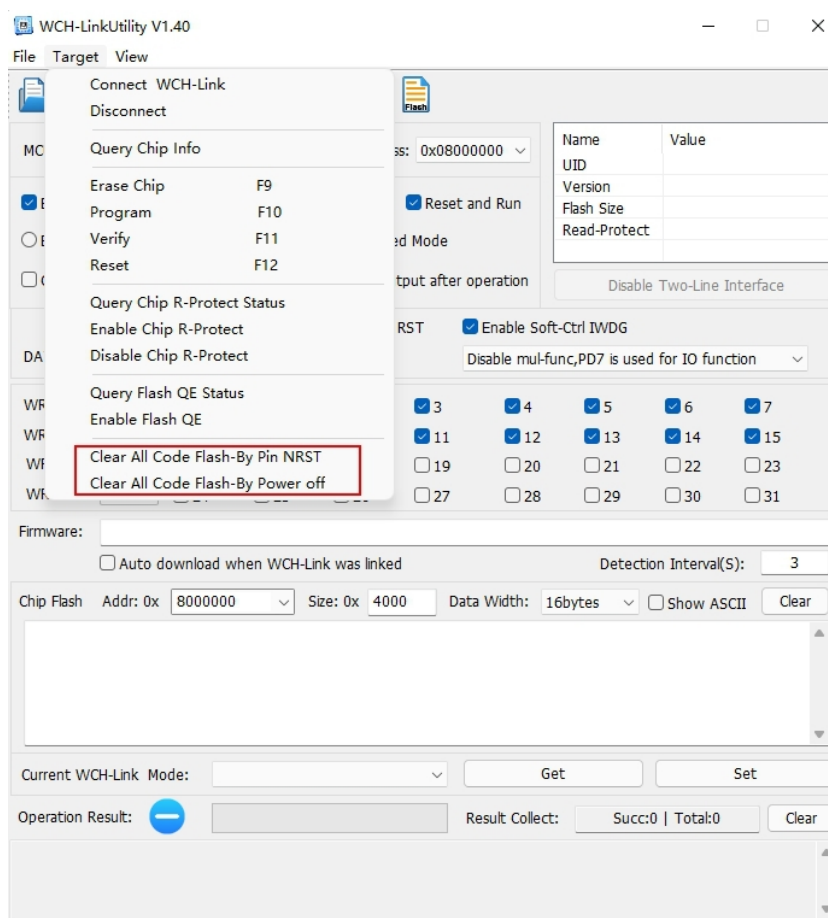 WCH-LinkUtility V1.40
File Target View
Connect WCH-Link
Disconnect
Flash
Query Chip Info
0x08000000
Name Value
UID
Version
Flash Size
Read-Protect
Erase Chip F9
Program F10
Verify F11
Reset F12
Reset and Run
Mode
after operation
Disable Two-Line Interface
Query Chip R-Protect Status
Enable Chip R-Protect
Disable Chip R-Protect
RST Enable Soft-Ctrl IWDG
Disable mul-func,PD7 is used for IO function
Query Flash QE Status
Enable Flash QE
Clear All Code Flash-By Pin NRST
Clear All Code Flash-By Power off
3 4 5 6 7
11 12 13 14 15
19 20 21 22 23
27 28 29 30 31
Firmware:
Auto download when WCH-Link was linked Detection Interval(S): 3
Chip Flash Addr: 0x 8000000 Size: 0x 4000 Data Width: 16bytes Show ASCII Clear
Current WCH-Link Mode: Get Set
Operation Result: Result Collect: Succ:0 | Total:0 Clear